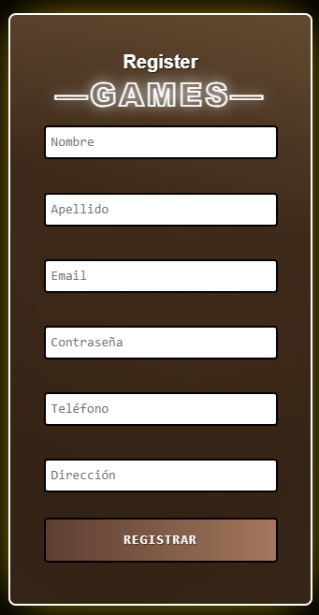 Register
—GAMES—
Nombre
Apellido
Email
Contraseña
Teléfono
Dirección
REGISTRAR